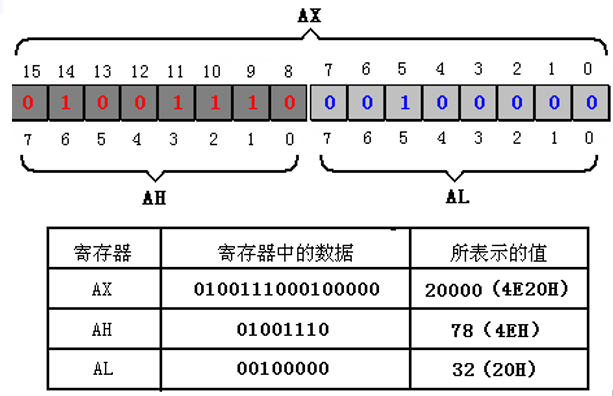 AX
15 14 13 12 11 10 9 8 7 6 5 4 3 2 1 0
0 1 0 0 1 1 1 0 0 0 1 0 0 0 0 0
7 6 5 4 3 2 1 0 7 6 5 4 3 2 1 0
AH AL
寄存器 寄存器中的数据 所表示的值
AX 0100111000100000 20000（4E20H）
AH 01001110 78（4EH）
AL 00100000 32（20H）